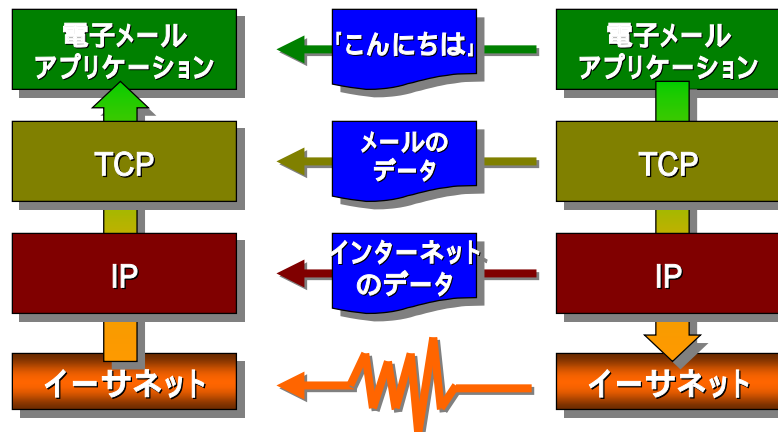 電子メール
アプリケーション
「こんにちは」
電子メール
アプリケーション
TCP
メールの
データ
TCP
IP
インターネット
のデータ
IP
イーサネット
イーサネット